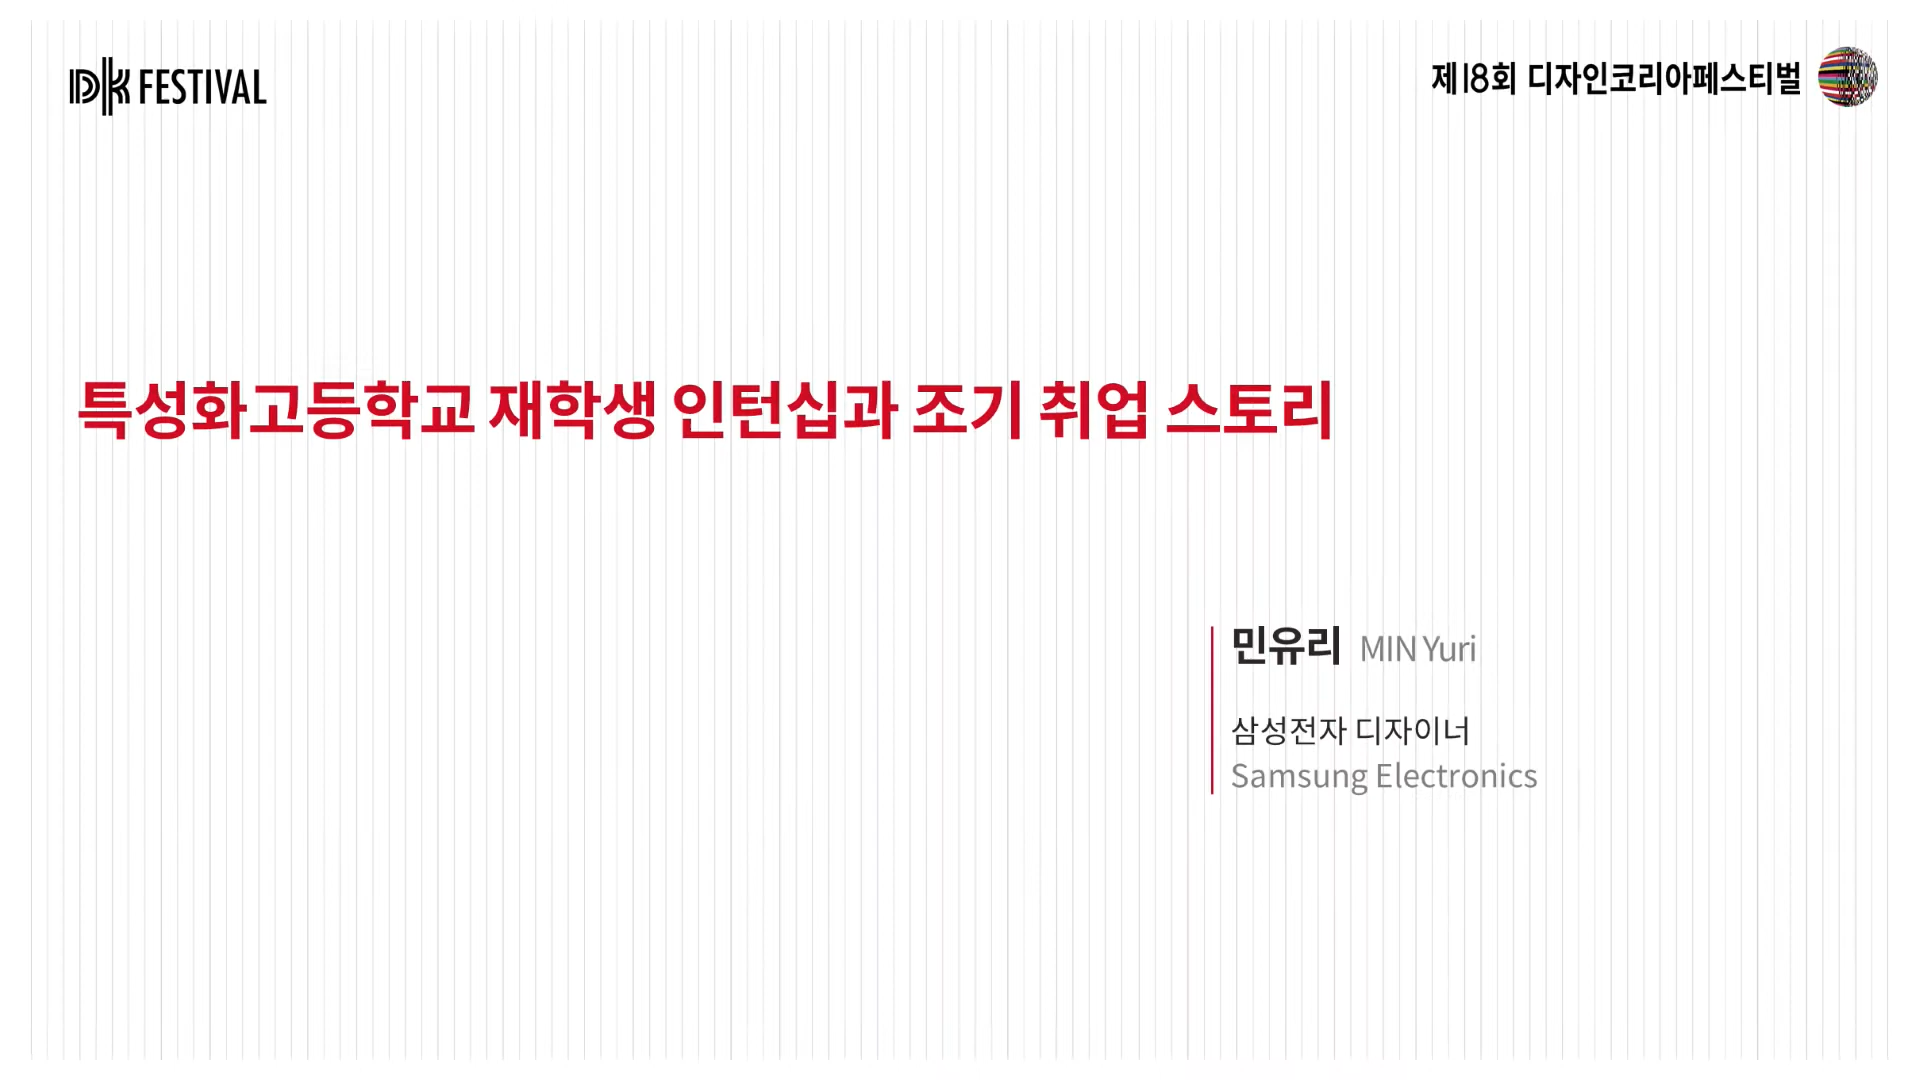 DK FESTIVAL
제18회 디자인코리아페스티벌
특성화고등학교 재학생 인턴십과 조기 취업 스토리
민유리 MIN Yuri
삼성전자 디자이너
Samsung Electronics